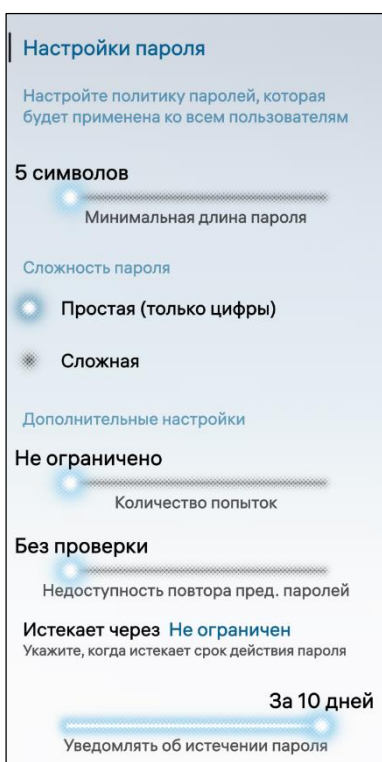 Настройки пароля
Настройте политику паролей, которая
будет применена ко всем пользователям
5 символов
Минимальная длина пароля
Сложность пароля
Простая (только цифры)
Сложная
Дополнительные настройки
Не ограничено
Количество попыток
Без проверки
Недоступность повтора пред. паролей
Истекает через Не ограничен
Укажите, когда истекает срок действия пароля
За 10 дней
Уведомлять об истечении пароля